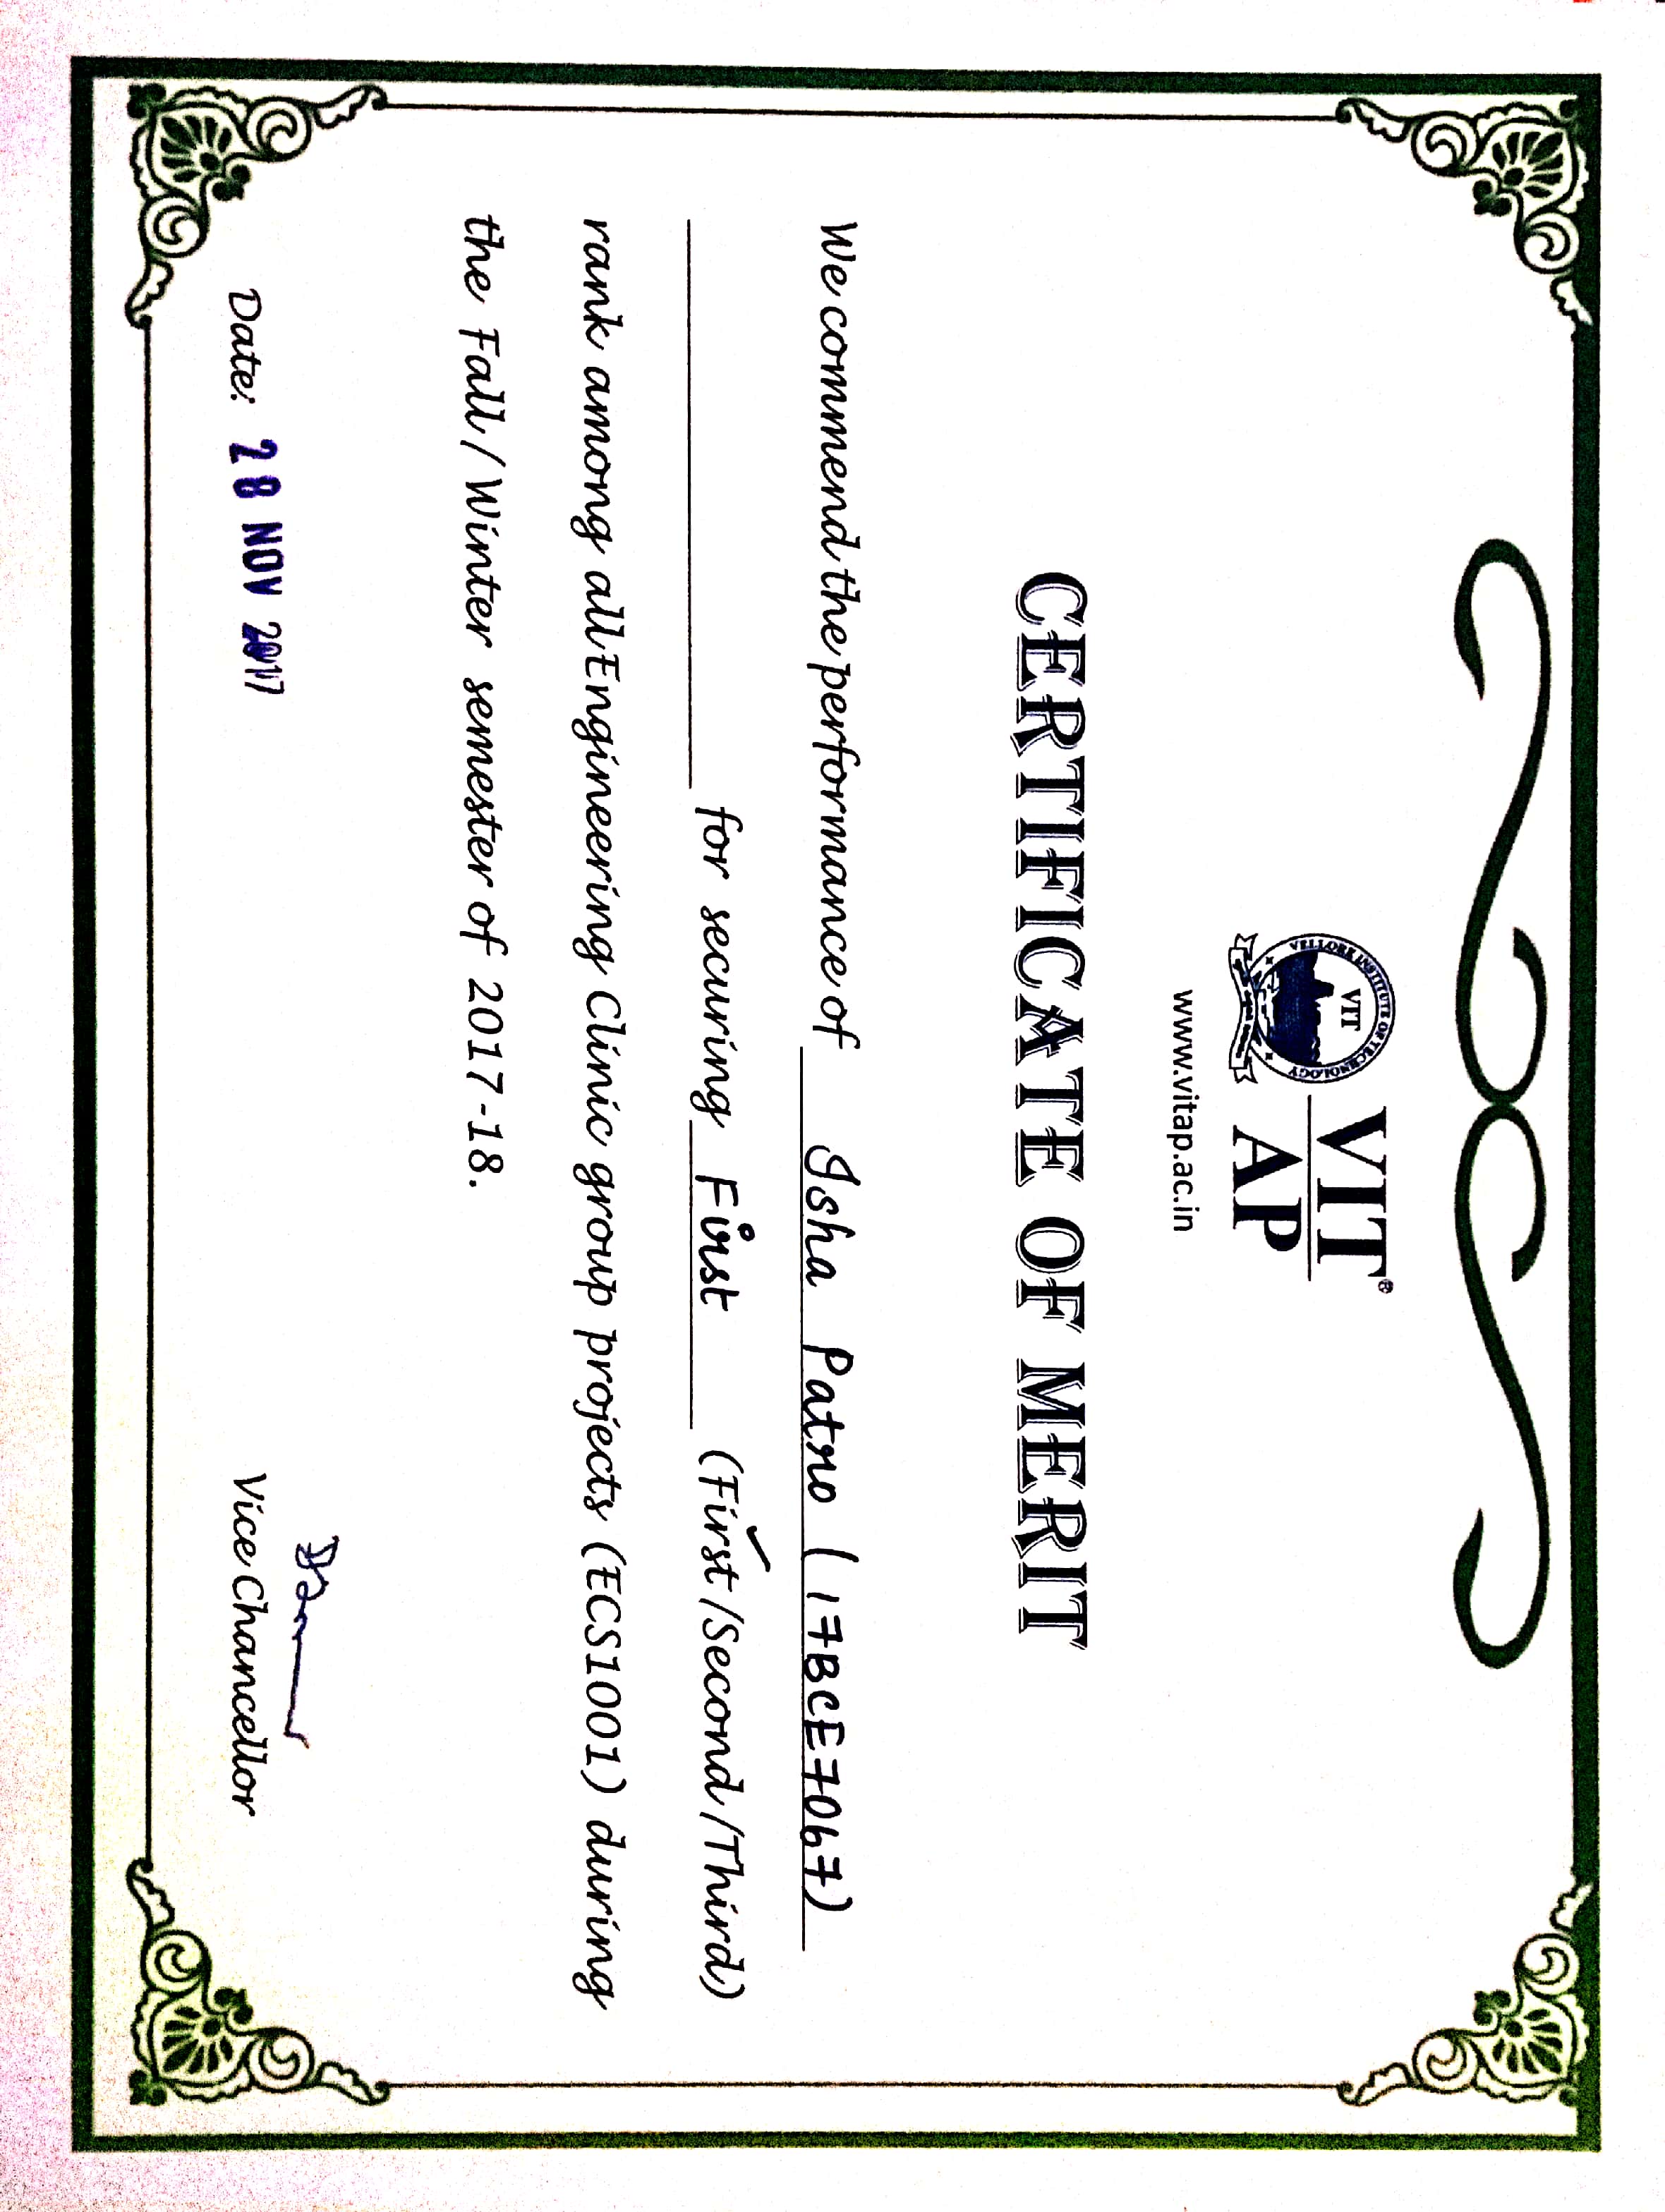 VELLORE INSTITUTE OF TECHNOLOGY
VIT
VIT®
AP
www.vitap.ac.in
CERTIFICATE OF MERIT
We commend the performance of Isha Patro (17BCE7067)
for securing First (First/Second/Third)
rank among all Engineering Clinic group projects (ECS1001) during
the Fall/Winter semester of 2017-18.
Date: 28 NOV 2017
Vice Chancellor